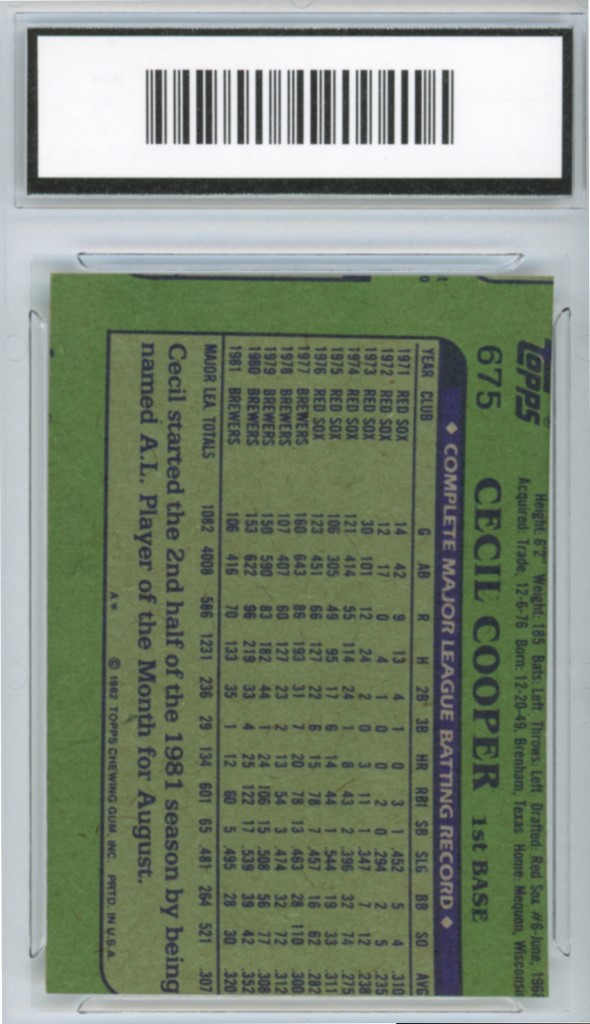 TOPPS®
675 CECIL COOPER 1st BASE
Height: 6'2" Weight: 185 Bats: Left Throws: Left Drafted: Red Sox #6-June, 196
Acquired: Trade, 12-6-76 Born: 12-20-49, Brenham, Texas Home: Mequon, Wisconsi
◆ COMPLETE MAJOR LEAGUE BATTING RECORD ◆
YEAR CLUB G AB R H 2B 3B HR RBI SB SLG BB SO AVG
1971 RED SOX 14 42 9 13 4 1 0 3 1 .452 5 4 .310
1972 RED SOX 12 17 0 4 1 0 0 2 0 .294 2 5 .235
1973 RED SOX 30 101 12 24 2 0 3 11 1 .347 7 12 .238
1974 RED SOX 121 414 55 114 24 1 8 43 2 .396 32 74 .275
1975 RED SOX 106 305 49 95 17 6 14 44 1 .544 19 33 .311
1976 RED SOX 123 451 66 127 22 6 15 78 7 .457 16 62 .282
1977 BREWERS 160 643 86 193 31 7 20 78 13 .463 28 110 .300
1978 BREWERS 107 407 60 127 23 2 13 54 3 .474 32 72 .312
1979 BREWERS 150 590 83 182 44 1 24 106 15 .508 56 77 .308
1980 BREWERS 153 622 96 219 33 4 25 122 17 .539 39 42 .352
1981 BREWERS 106 416 70 133 35 1 12 60 5 .495 28 30 .320
MAJOR LEA. TOTALS 1082 4008 586 1231 236 29 134 601 65 .481 264 521 .307
Cecil started the 2nd half of the 1981 season by being
named A.L. Player of the Month for August.
A* © 1982 TOPPS CHEWING GUM, INC. PRTD. IN U.S.A.